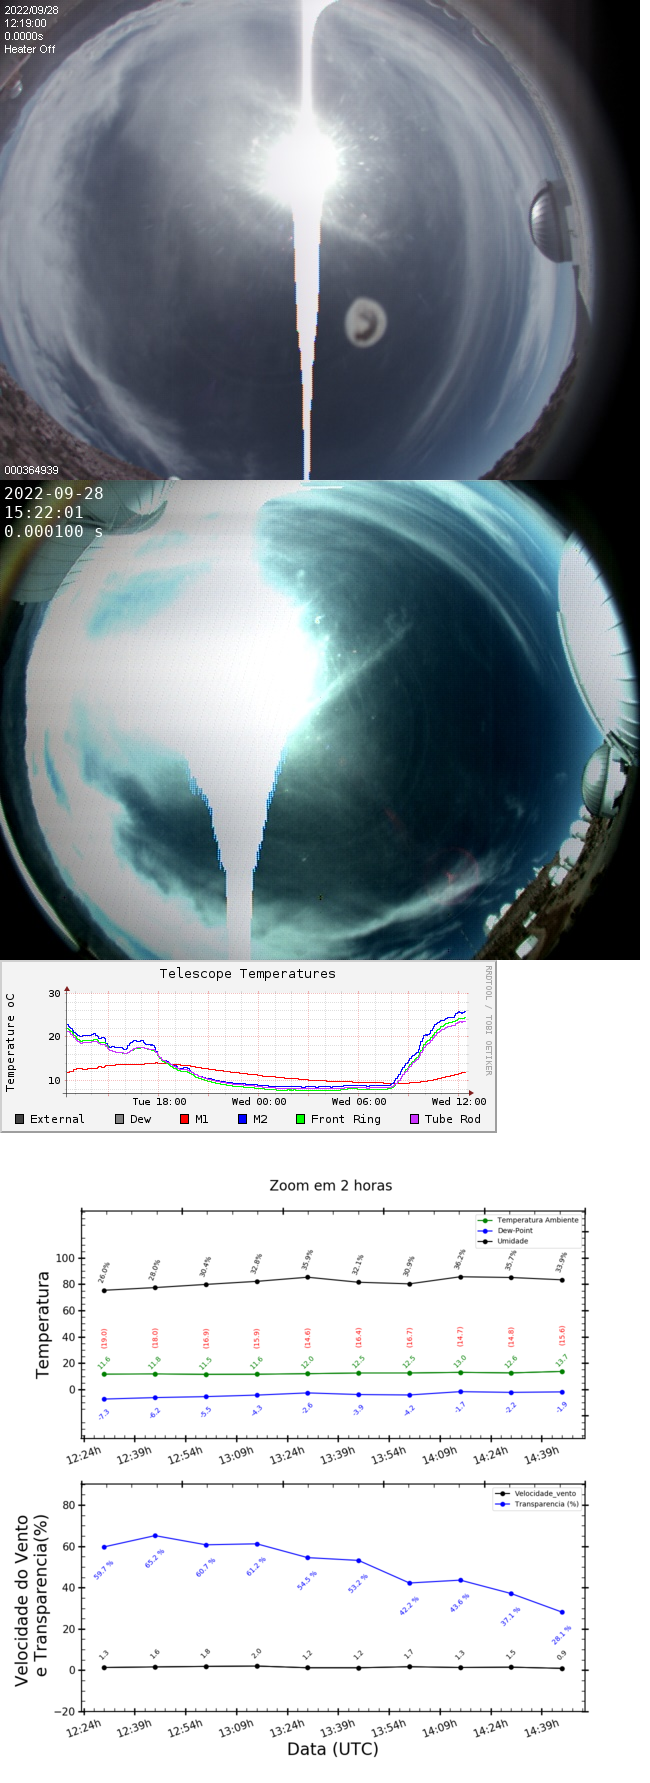 2022/09/28
12:19:00
0.0000s
Heater Off
000364939
2022-09-28
15:22:01
0.000100 s
Telescope Temperatures
RRDTOOL / TOBI OETIKER
Temperature oC
30
20
10
Tue 18:00 Wed 00:00 Wed 06:00 Wed 12:00
External Dew M1 M2 Front Ring Tube Rod
Zoom em 2 horas
Temperatura Ambiente
Dew-Point
Umidade
Temperatura
100
80
60
40
20
0
26.0% 28.0% 30.4% 32.8% 35.9% 32.1% 30.9% 36.2% 35.7% 33.9%
(19.0) (18.0) (16.9) (15.9) (14.6) (16.4) (16.7) (14.7) (14.8) (15.6)
11.6 11.8 11.5 11.6 12.0 12.5 12.5 13.0 12.6 13.7
-7.3 -6.2 -5.5 -4.3 -2.6 -3.9 -4.2 -1.7 -2.2 -1.9
12:24h 12:39h 12:54h 13:09h 13:24h 13:39h 13:54h 14:09h 14:24h 14:39h
Velocidade_vento
Transparencia (%)
Velocidade do Vento
e Transparencia(%)
80
60
40
20
0
−20
59.7 % 65.2 % 60.7 % 61.2 % 54.5 % 53.2 % 42.2 % 43.6 % 37.1 % 28.1 %
1.3 1.6 1.8 2.0 1.2 1.2 1.7 1.3 1.5 0.9
12:24h 12:39h 12:54h 13:09h 13:24h 13:39h 13:54h 14:09h 14:24h 14:39h
Data (UTC)